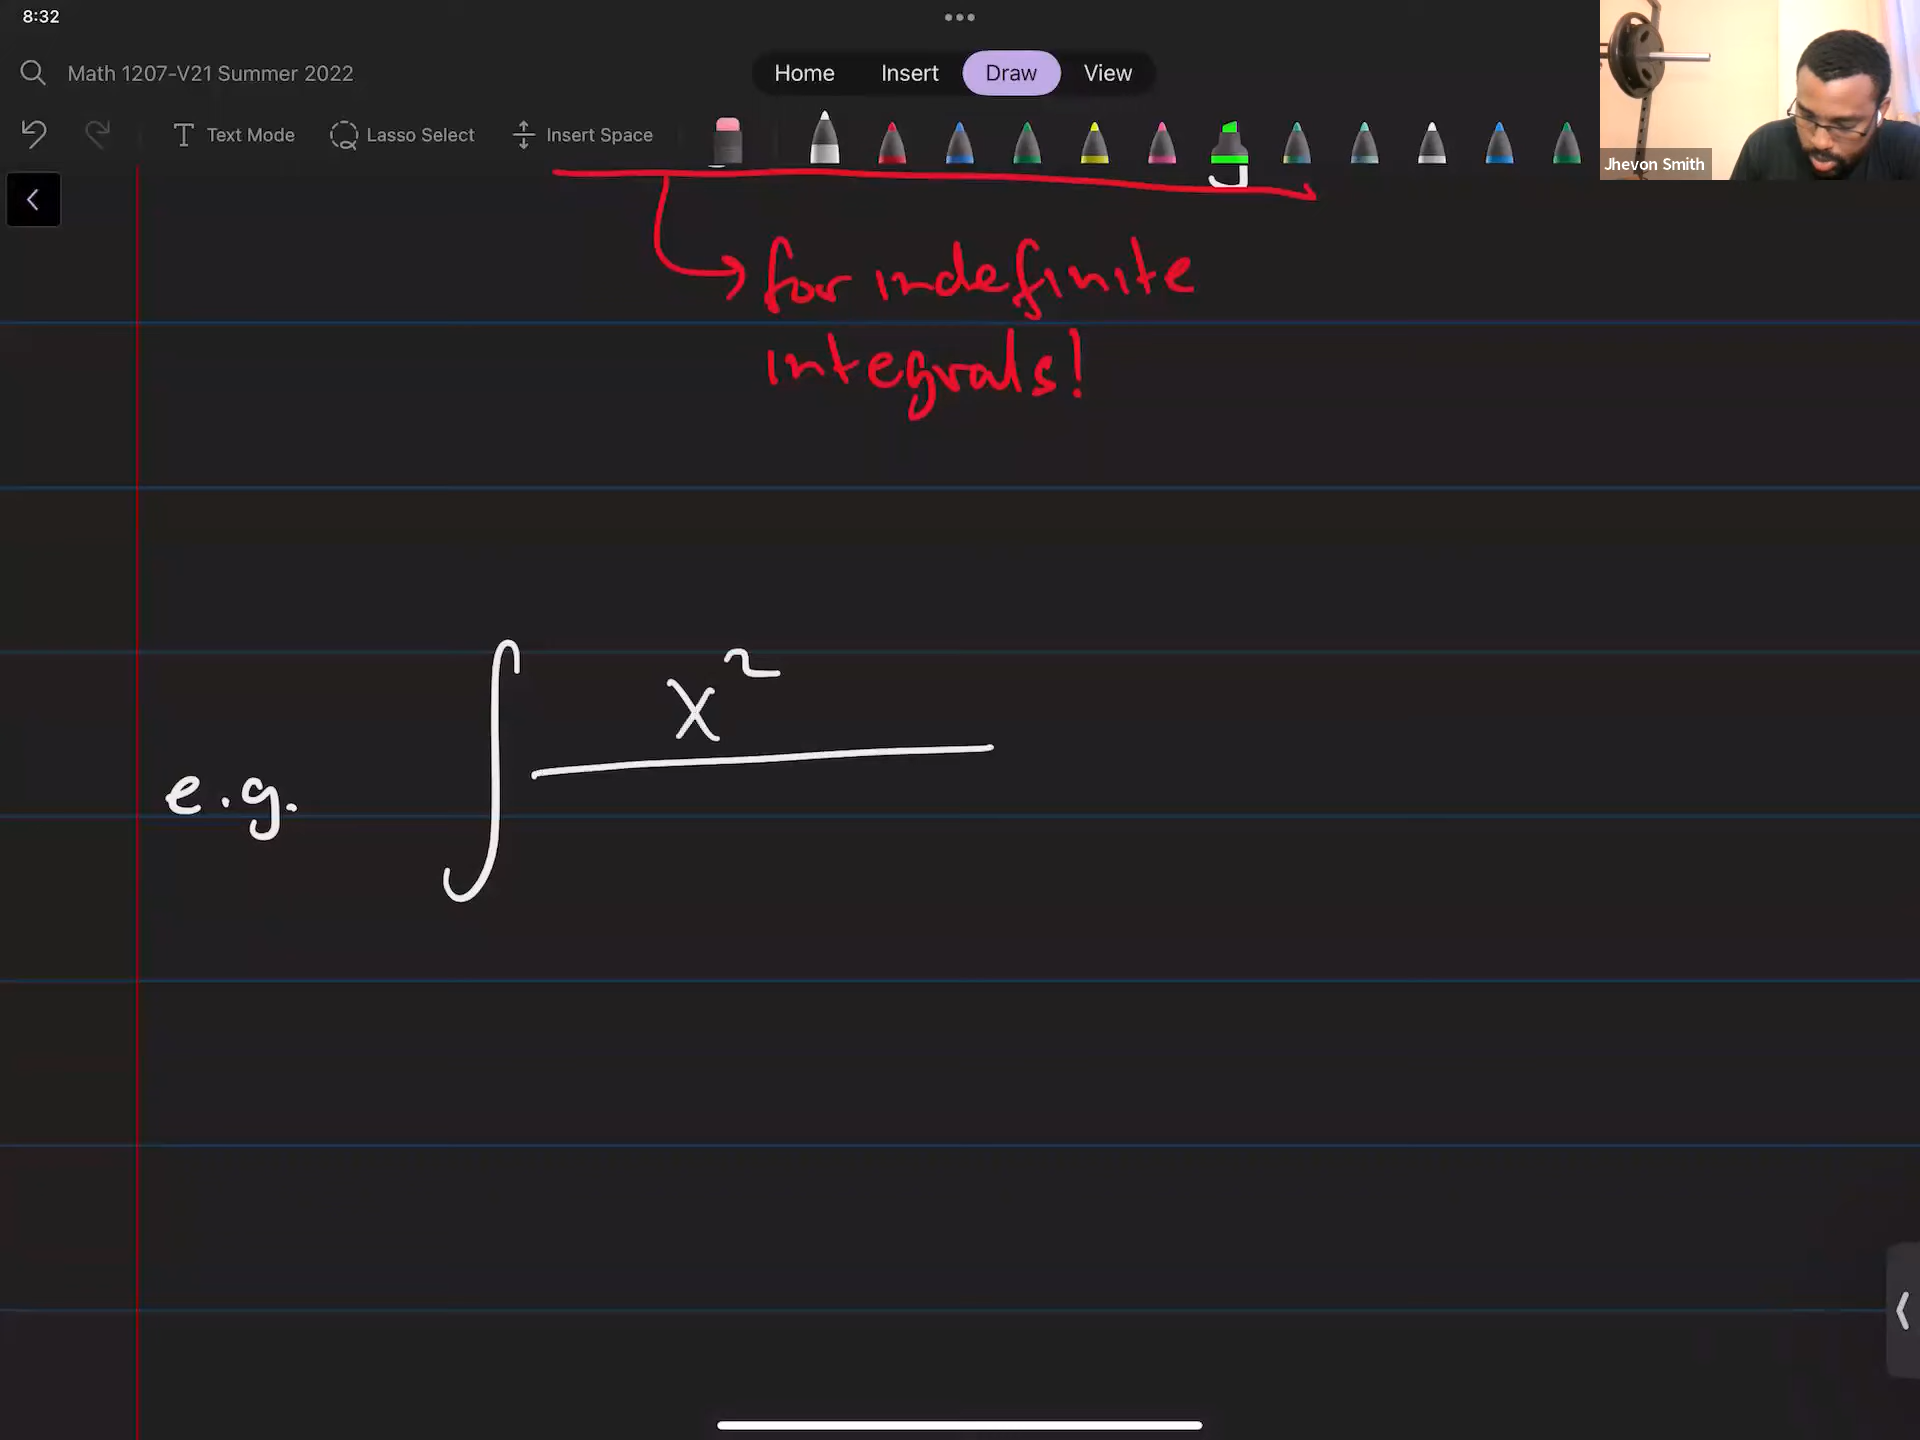 8:32
Math 1207-V21 Summer 2022
Home Insert Draw View
Text Mode Lasso Select Insert Space
Jhevon Smith
for indefinite
integrals!
e.g. ∫ x²